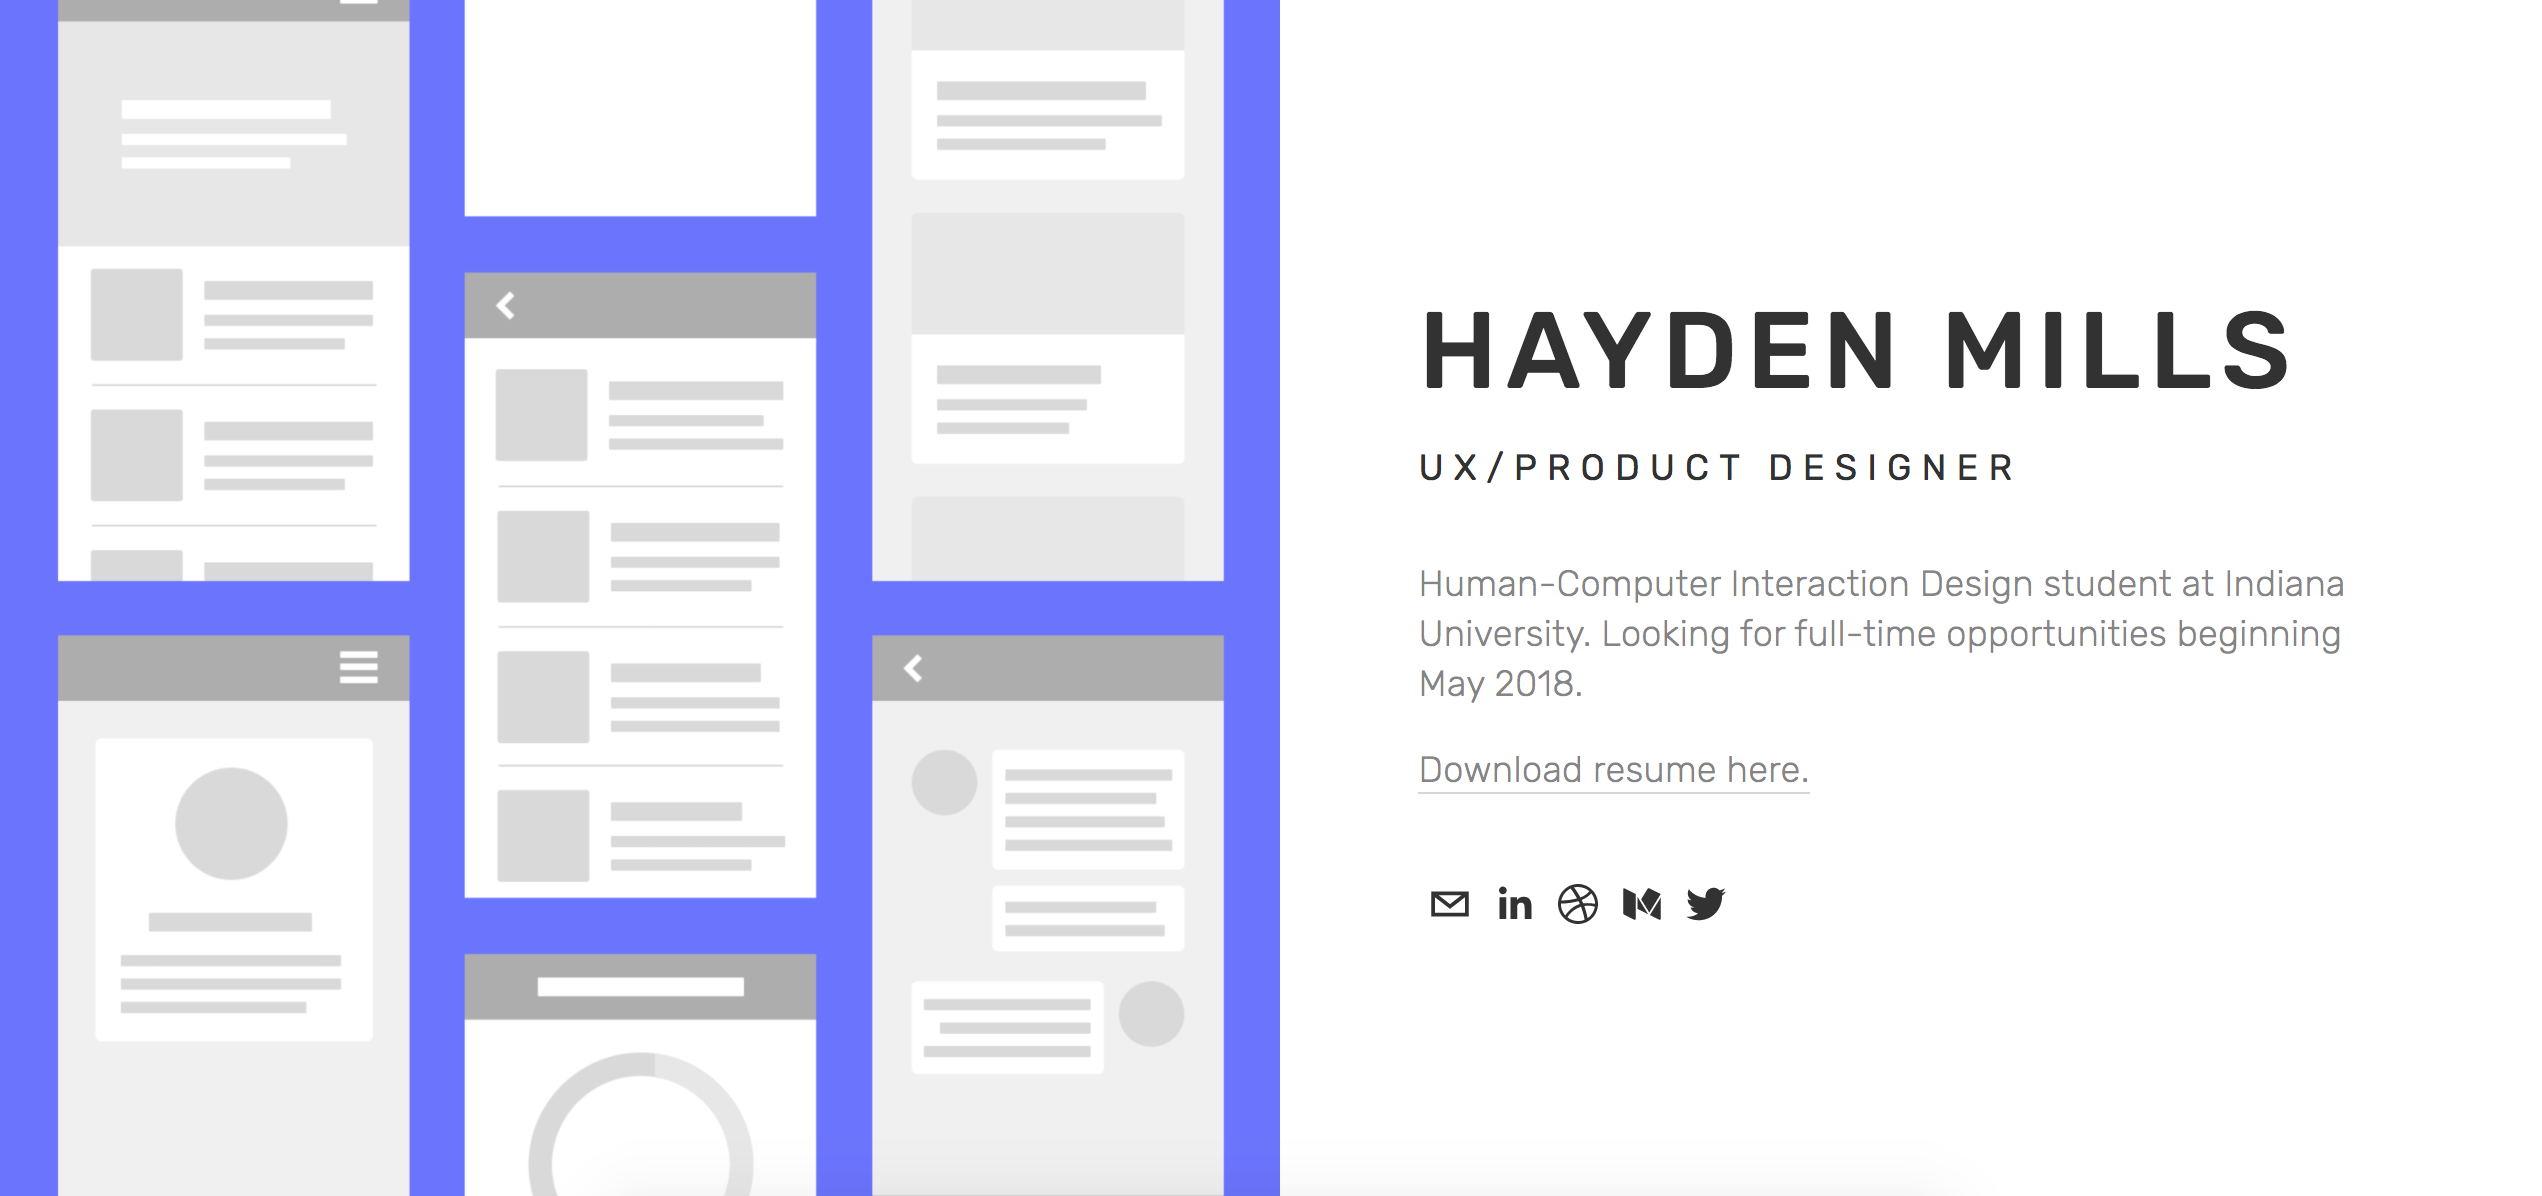 HAYDEN MILLS
UX/PRODUCT DESIGNER
Human-Computer Interaction Design student at Indiana
University. Looking for full-time opportunities beginning
May 2018.
Download resume here.